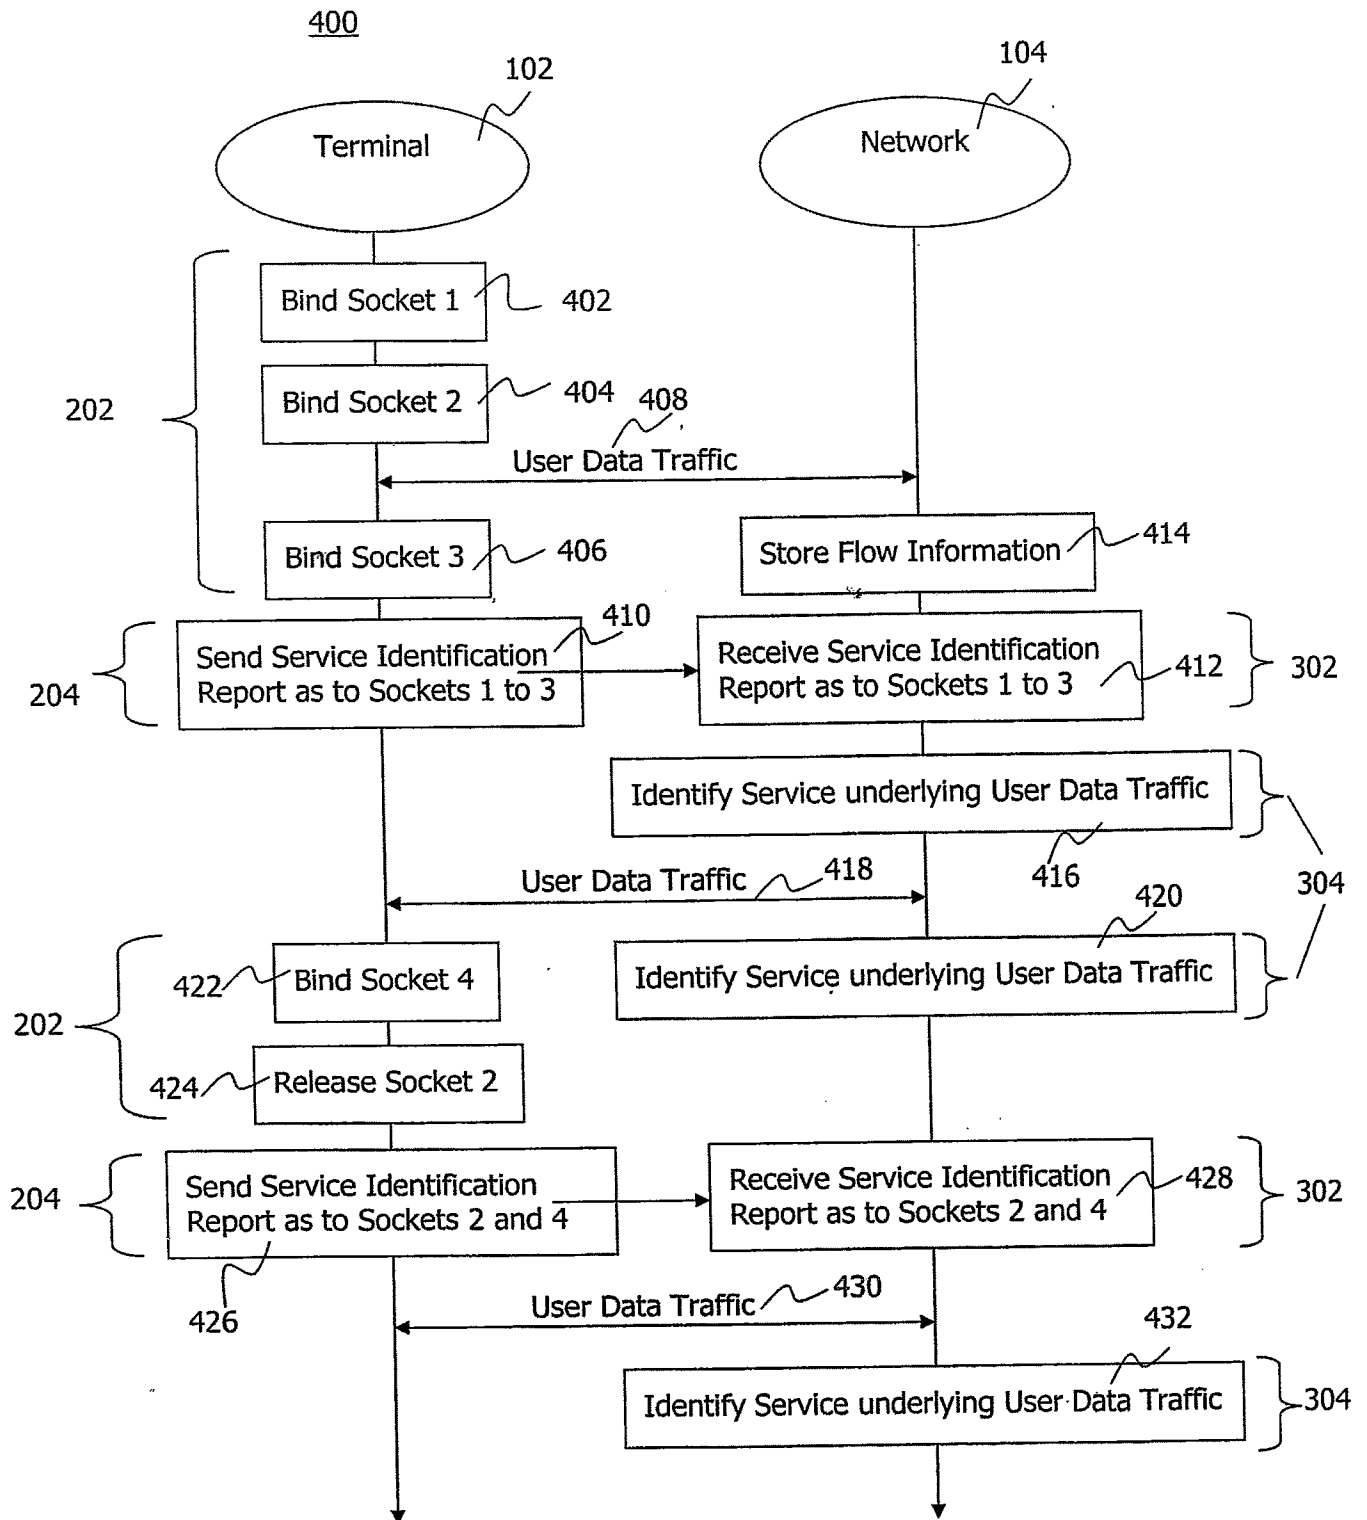 400
102
104
Terminal
Network
Bind Socket 1
402
202
Bind Socket 2
404
408
User Data Traffic
Bind Socket 3
406
Store Flow Information
414
204
Send Service Identification
Report as to Sockets 1 to 3
410
Receive Service Identification
Report as to Sockets 1 to 3
412
302
Identify Service underlying User Data Traffic
416
304
User Data Traffic
418
420
202
422
Bind Socket 4
Identify Service underlying User Data Traffic
424
Release Socket 2
204
Send Service Identification
Report as to Sockets 2 and 4
426
Receive Service Identification
Report as to Sockets 2 and 4
428
302
User Data Traffic
430
432
Identify Service underlying User Data Traffic
304